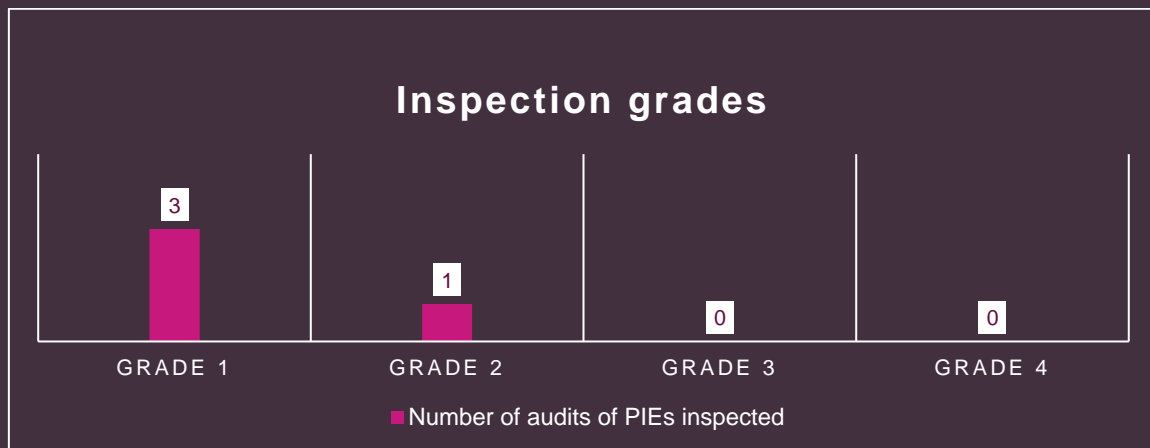 Inspection grades
3
1
0
0
GRADE 1
GRADE 2
GRADE 3
GRADE 4
Number of audits of PIEs inspected